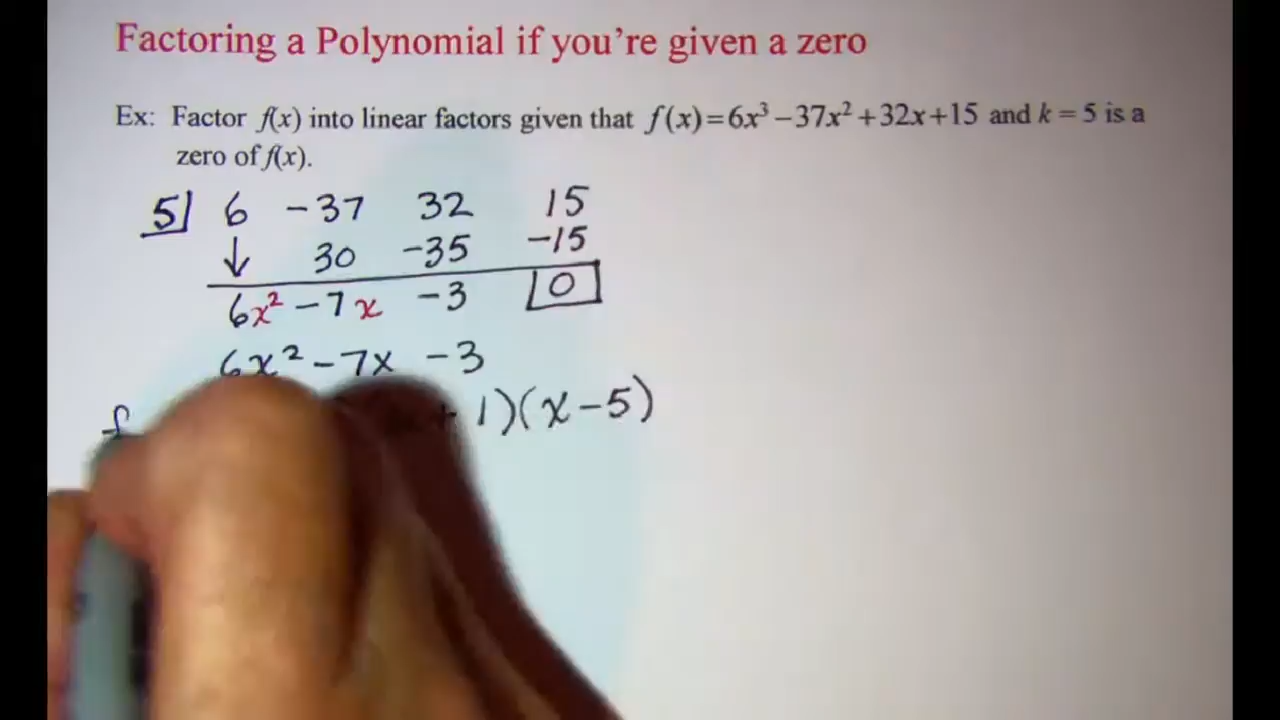 Factoring a Polynomial if you're given a zero
Ex: Factor f(x) into linear factors given that f(x)=6x³−37x²+32x+15 and k=5 is a
zero of f(x).
5| 6 −37 32 15
↓ 30 −35 −15
6x² −7x −3 0
6x² −7x −3
f + 1)(x−5)